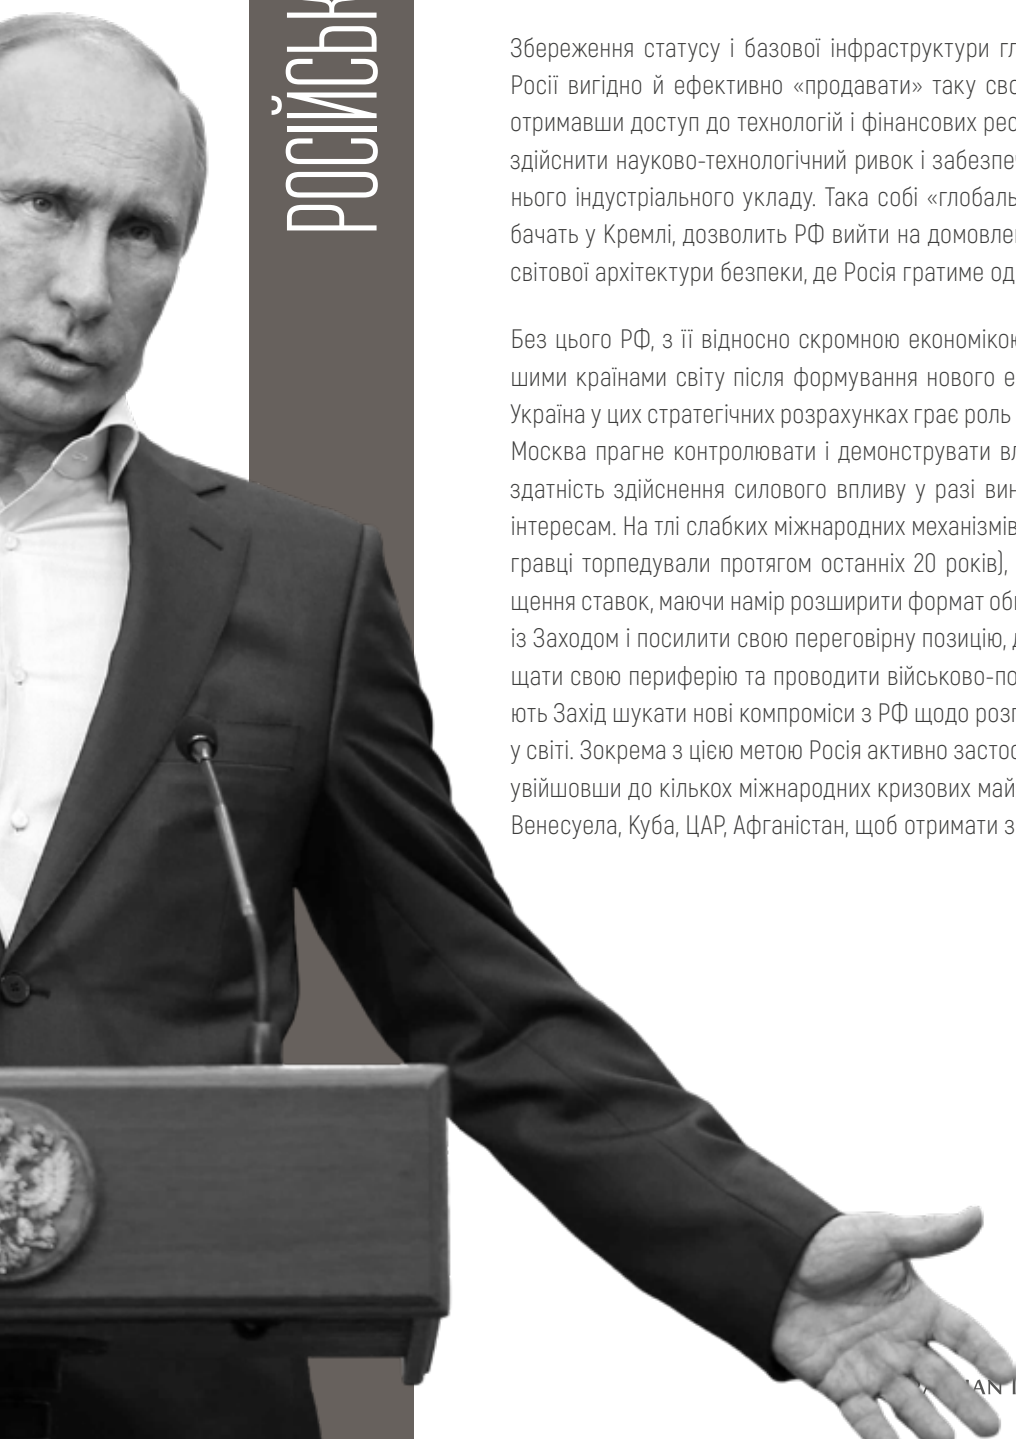 РОСІЙСЬК
Збереження статусу і базової інфраструктури гл
Росії вигідно й ефективно «продавати» таку сво
отримавши доступ до технологій і фінансових рес
здійснити науково-технологічний ривок і забезпе
нього індустріального укладу. Така собі «глобаль
бачать у Кремлі, дозволить РФ вийти на домовле
світової архітектури безпеки, де Росія гратиме од
Без цього РФ, з її відносно скромною економікою
шими країнами світу після формування нового е
Україна у цих стратегічних розрахунках грає роль
Москва прагне контролювати і демонструвати вл
здатність здійснення силового впливу у разі вин
інтересам. На тлі слабких міжнародних механізмів
гравці торпедували протягом останніх 20 років),
щення ставок, маючи намір розширити формат об
із Заходом і посилити свою переговірну позицію, д
щати свою периферію та проводити військово-по
ють Захід шукати нові компроміси з РФ щодо розп
у світі. Зокрема з цією метою Росія активно застос
увійшовши до кількох міжнародних кризових май
Венесуела, Куба, ЦАР, Афганістан, щоб отримати з